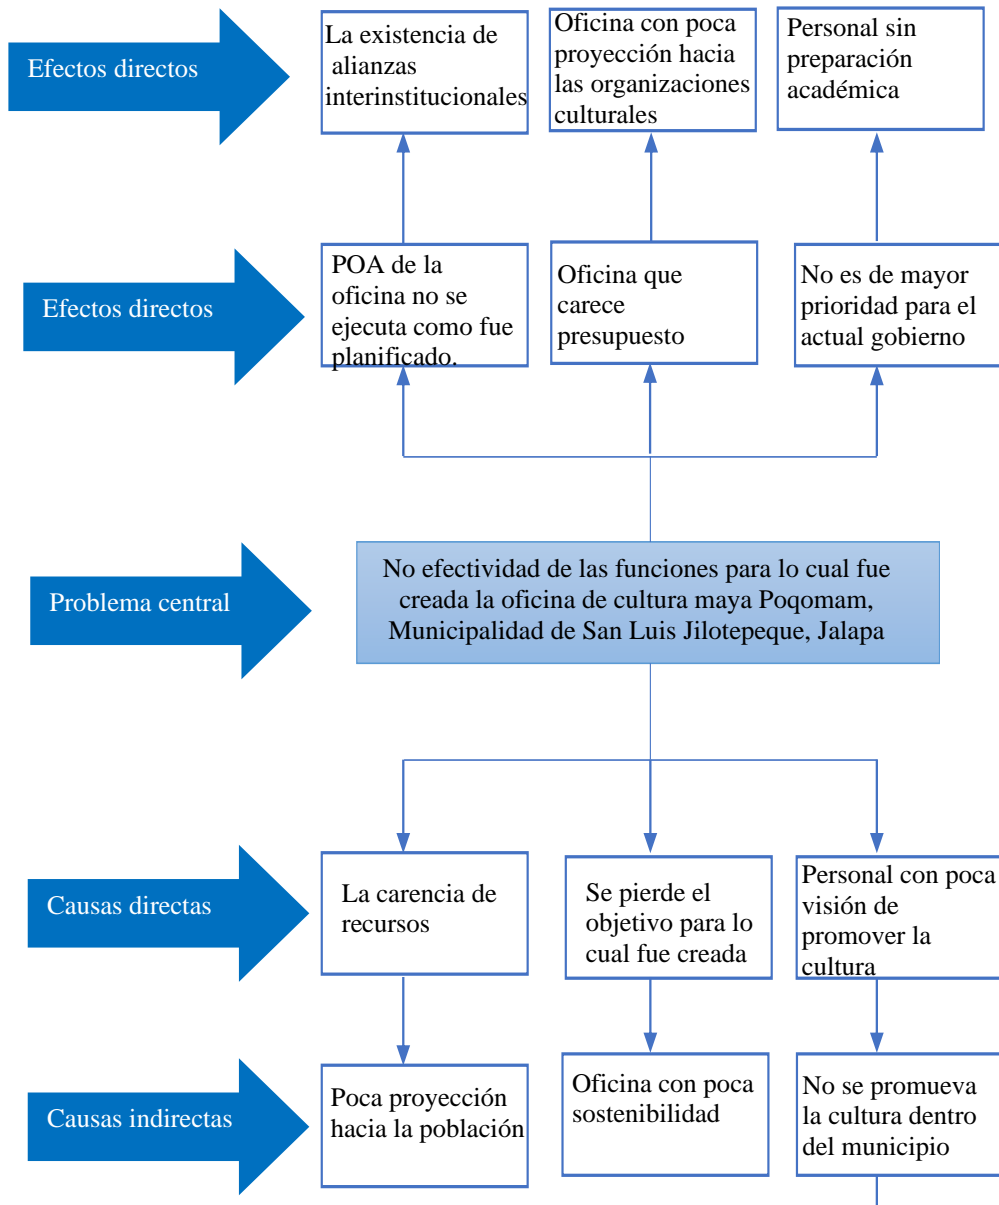 Efectos directos
La existencia de
alianzas
interinstitucionales
Oficina con poca
proyección hacia
las organizaciones
culturales
Personal sin
preparación
académica
Efectos directos
POA de la
oficina no se
ejecuta como fue
planificado.
Oficina que
carece
presupuesto
No es de mayor
prioridad para el
actual gobierno
Problema central
No efectividad de las funciones para lo cual fue
creada la oficina de cultura maya Poqomam,
Municipalidad de San Luis Jilotepeque, Jalapa
Causas directas
La carencia de
recursos
Se pierde el
objetivo para lo
cual fue creada
Personal con poca
visión de
promover la
cultura
Causas indirectas
Poca proyección
hacia la población
Oficina con poca
sostenibilidad
No se promueva
la cultura dentro
del municipio